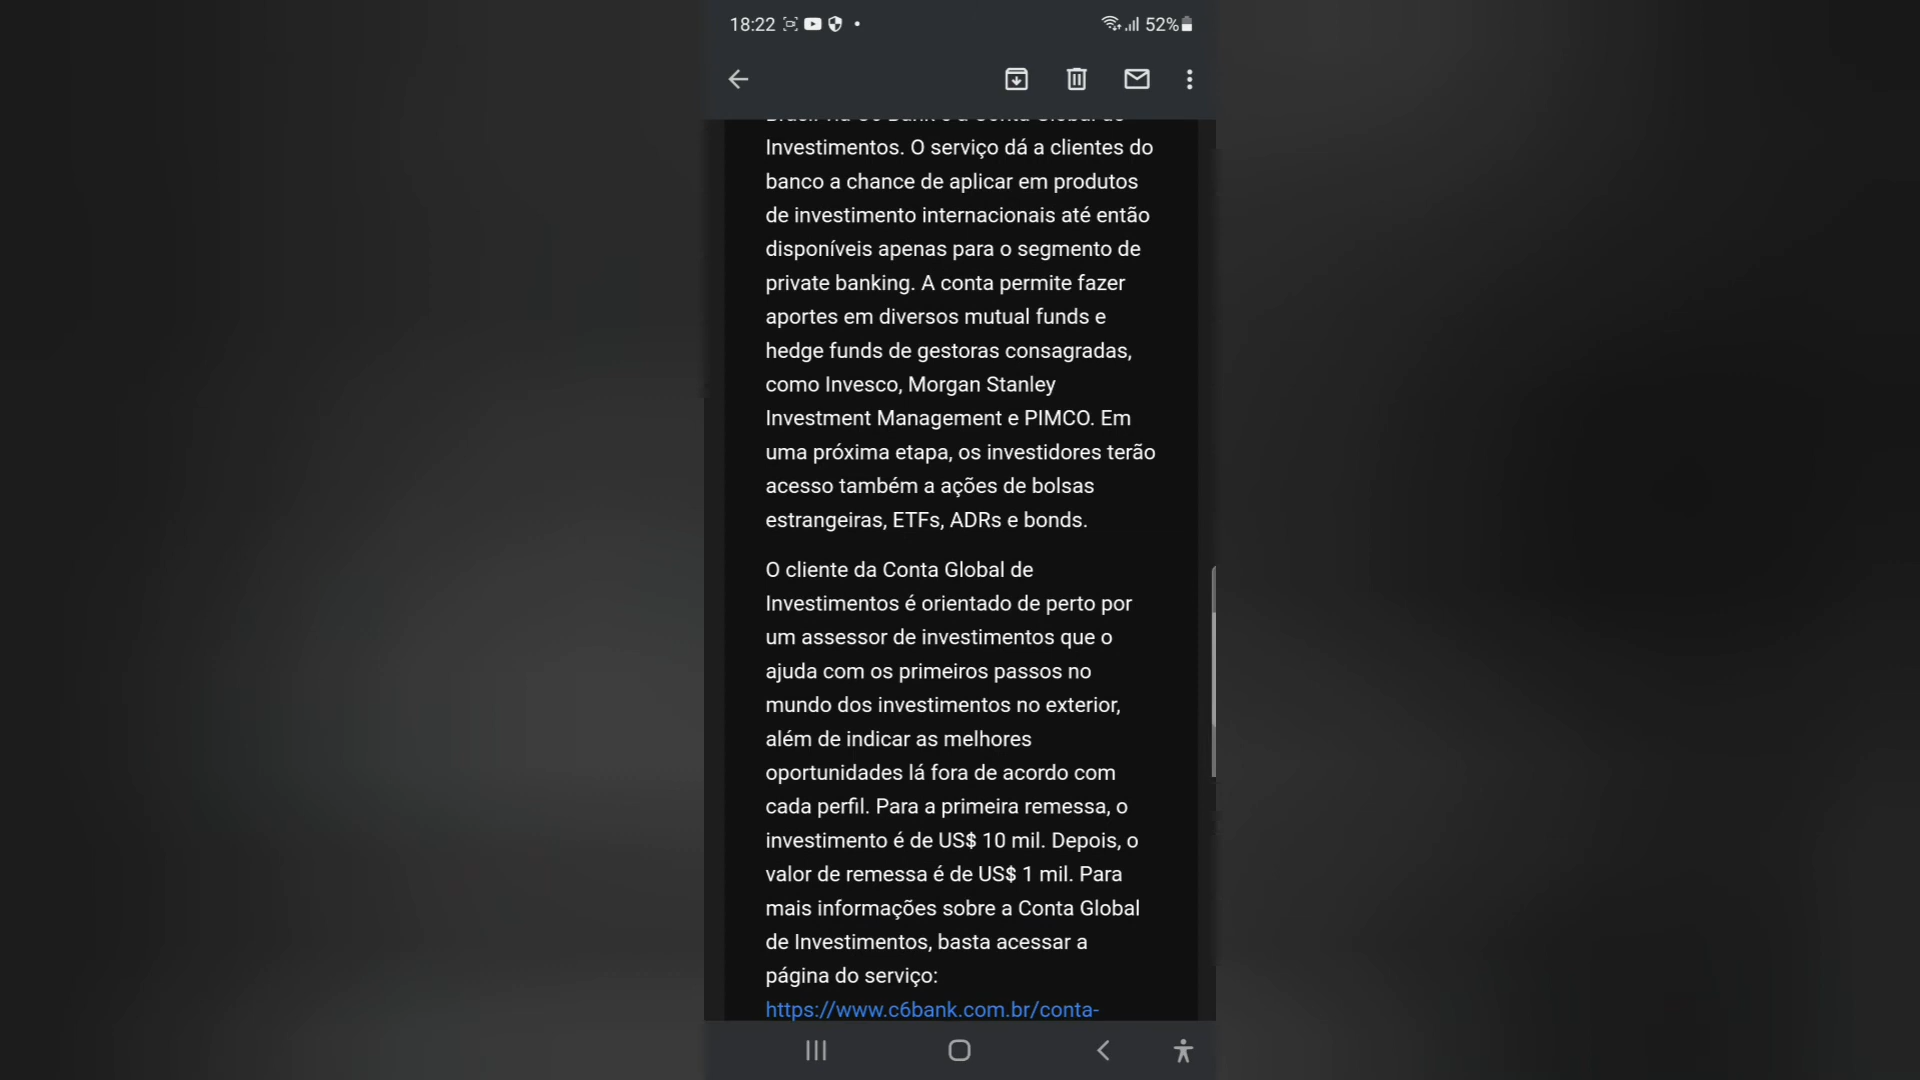 18:22
52%
Investimentos. O serviço dá a clientes do
banco a chance de aplicar em produtos
de investimento internacionais até então
disponíveis apenas para o segmento de
private banking. A conta permite fazer
aportes em diversos mutual funds e
hedge funds de gestoras consagradas,
como Invesco, Morgan Stanley
Investment Management e PIMCO. Em
uma próxima etapa, os investidores terão
acesso também a ações de bolsas
estrangeiras, ETFs, ADRs e bonds.
O cliente da Conta Global de
Investimentos é orientado de perto por
um assessor de investimentos que o
ajuda com os primeiros passos no
mundo dos investimentos no exterior,
além de indicar as melhores
oportunidades lá fora de acordo com
cada perfil. Para a primeira remessa, o
investimento é de US$ 10 mil. Depois, o
valor de remessa é de US$ 1 mil. Para
mais informações sobre a Conta Global
de Investimentos, basta acessar a
página do serviço:
https://www.c6bank.com.br/conta-